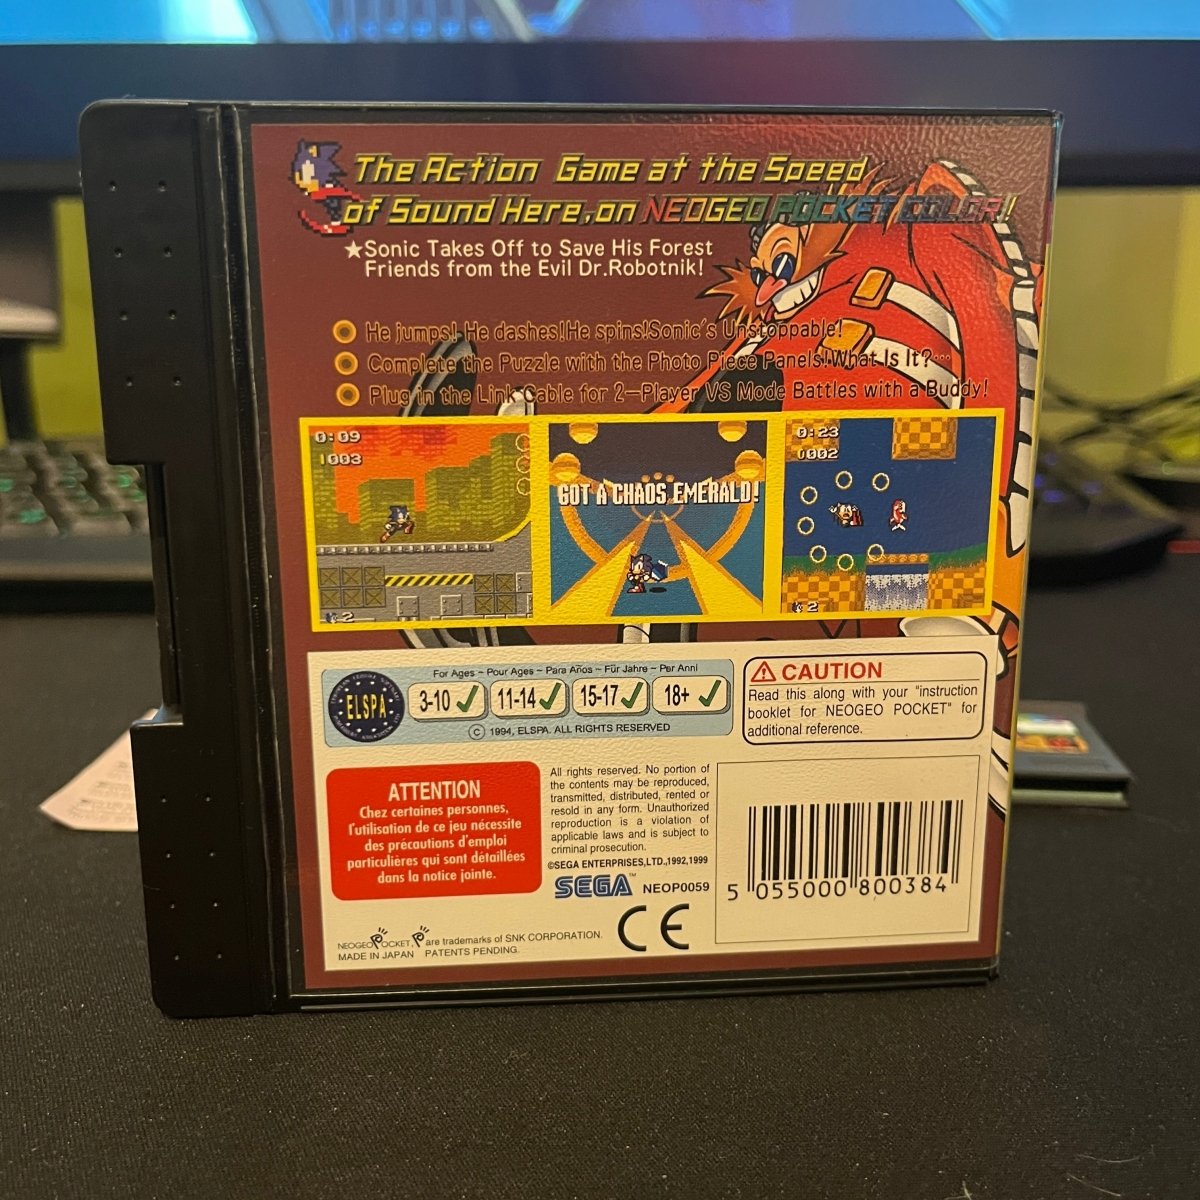 The Action Game at the Speed
of Sound Here, on NEOGEO POCKET COLOR!
★Sonic Takes Off to Save His Forest
Friends from the Evil Dr.Robotnik!
He jumps! He dashes!He spins!Sonic's Unstoppable!
Complete the Puzzle with the Photo Piece Panels!What Is It?…
Plug in the Link Cable for 2-Player VS Mode Battles with a Buddy!
0:09
1003
2
GOT A CHAOS EMERALD!
0:23
1002
2
For Ages ~ Pour Ages ~ Para Años ~ Für Jahre ~ Per Anni
ELSPA
3-10 ✓ 11-14 ✓ 15-17 ✓ 18+ ✓
© 1994, ELSPA. ALL RIGHTS RESERVED
⚠ CAUTION
Read this along with your "instruction
booklet for NEOGEO POCKET" for
additional reference.
ATTENTION
Chez certaines personnes,
l'utilisation de ce jeu nécessite
des précautions d'emploi
particulières qui sont détaillées
dans la notice jointe.
All rights reserved. No portion of
the contents may be reproduced,
transmitted, distributed, rented or
resold in any form. Unauthorized
reproduction is a violation of
applicable laws and is subject to
criminal prosecution.
©SEGA ENTERPRISES,LTD.,1992,1999
SEGA™ NEOP0059
CE
5 055000 800384
NEOGEO POCKET, P are trademarks of SNK CORPORATION.
MADE IN JAPAN PATENTS PENDING.